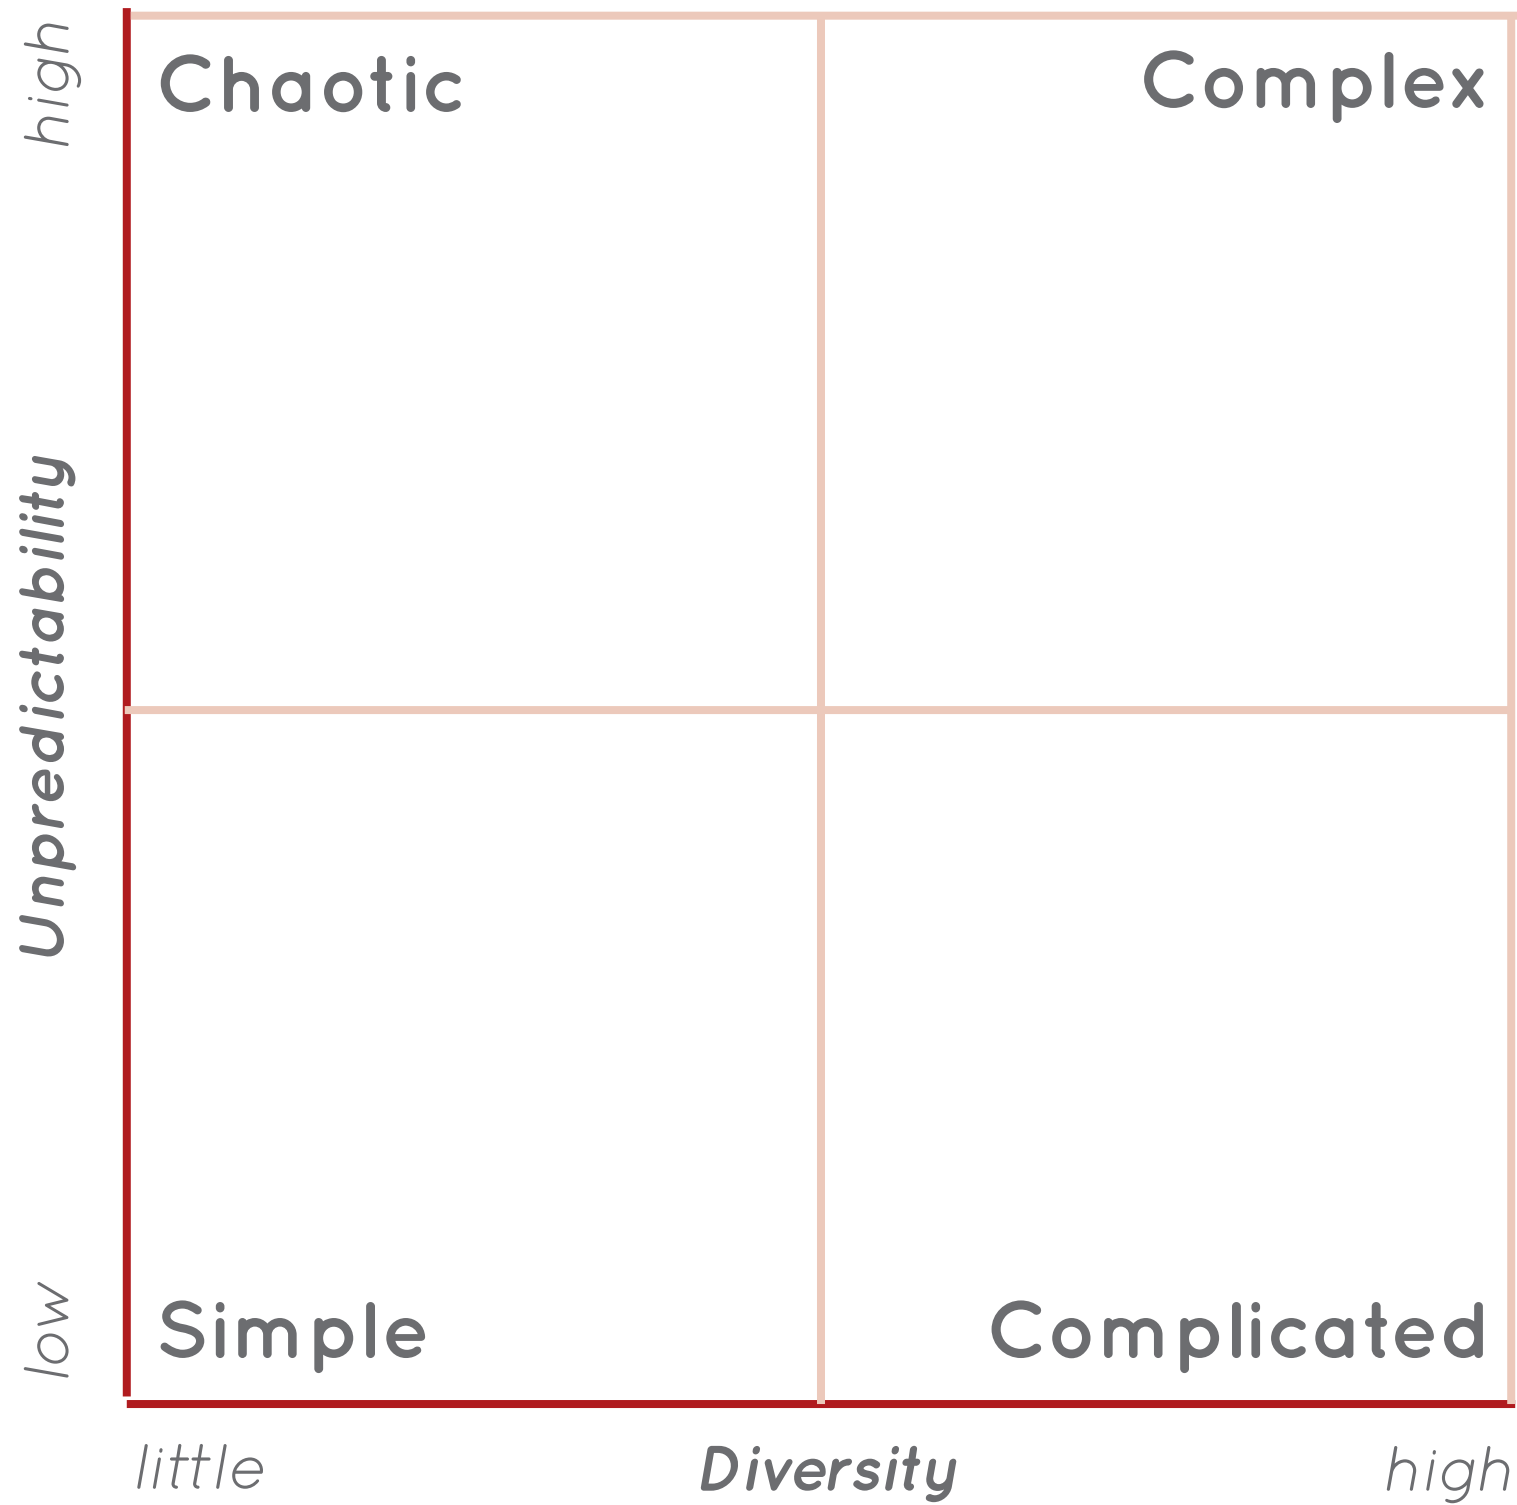 high
Chaotic
Complex
Unpredictability
low
Simple
Complicated
little
Diversity
high